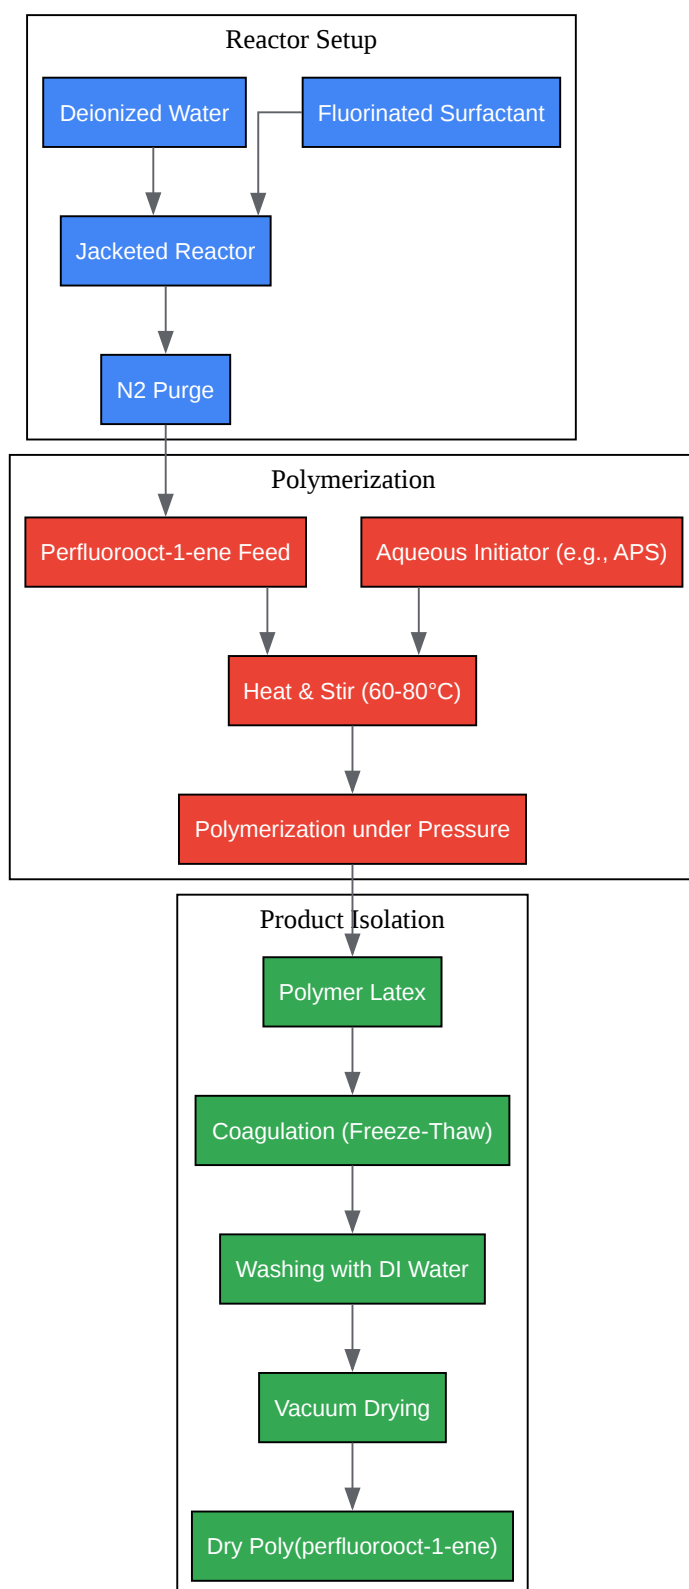 Reactor Setup
Deionized Water
Fluorinated Surfactant
Jacketed Reactor
N2 Purge
Polymerization
Perfluorooct-1-ene Feed
Aqueous Initiator (e.g., APS)
Heat & Stir (60-80°C)
Polymerization under Pressure
Product Isolation
Polymer Latex
Coagulation (Freeze-Thaw)
Washing with DI Water
Vacuum Drying
Dry Poly(perfluorooct-1-ene)